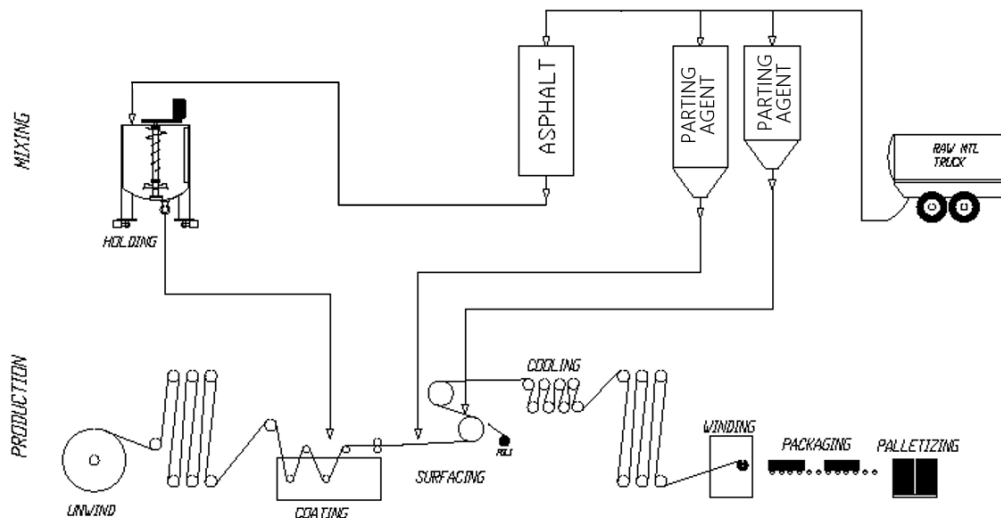 MIXING
ASPHALT
PARTING
AGENT
PARTING
AGENT
RAW MTL
TRUCK
HOLDING
PRODUCTION
UNWIND
COATING
SURFACING
COOLING
WINDING
PACKAGING
PALLETIZING